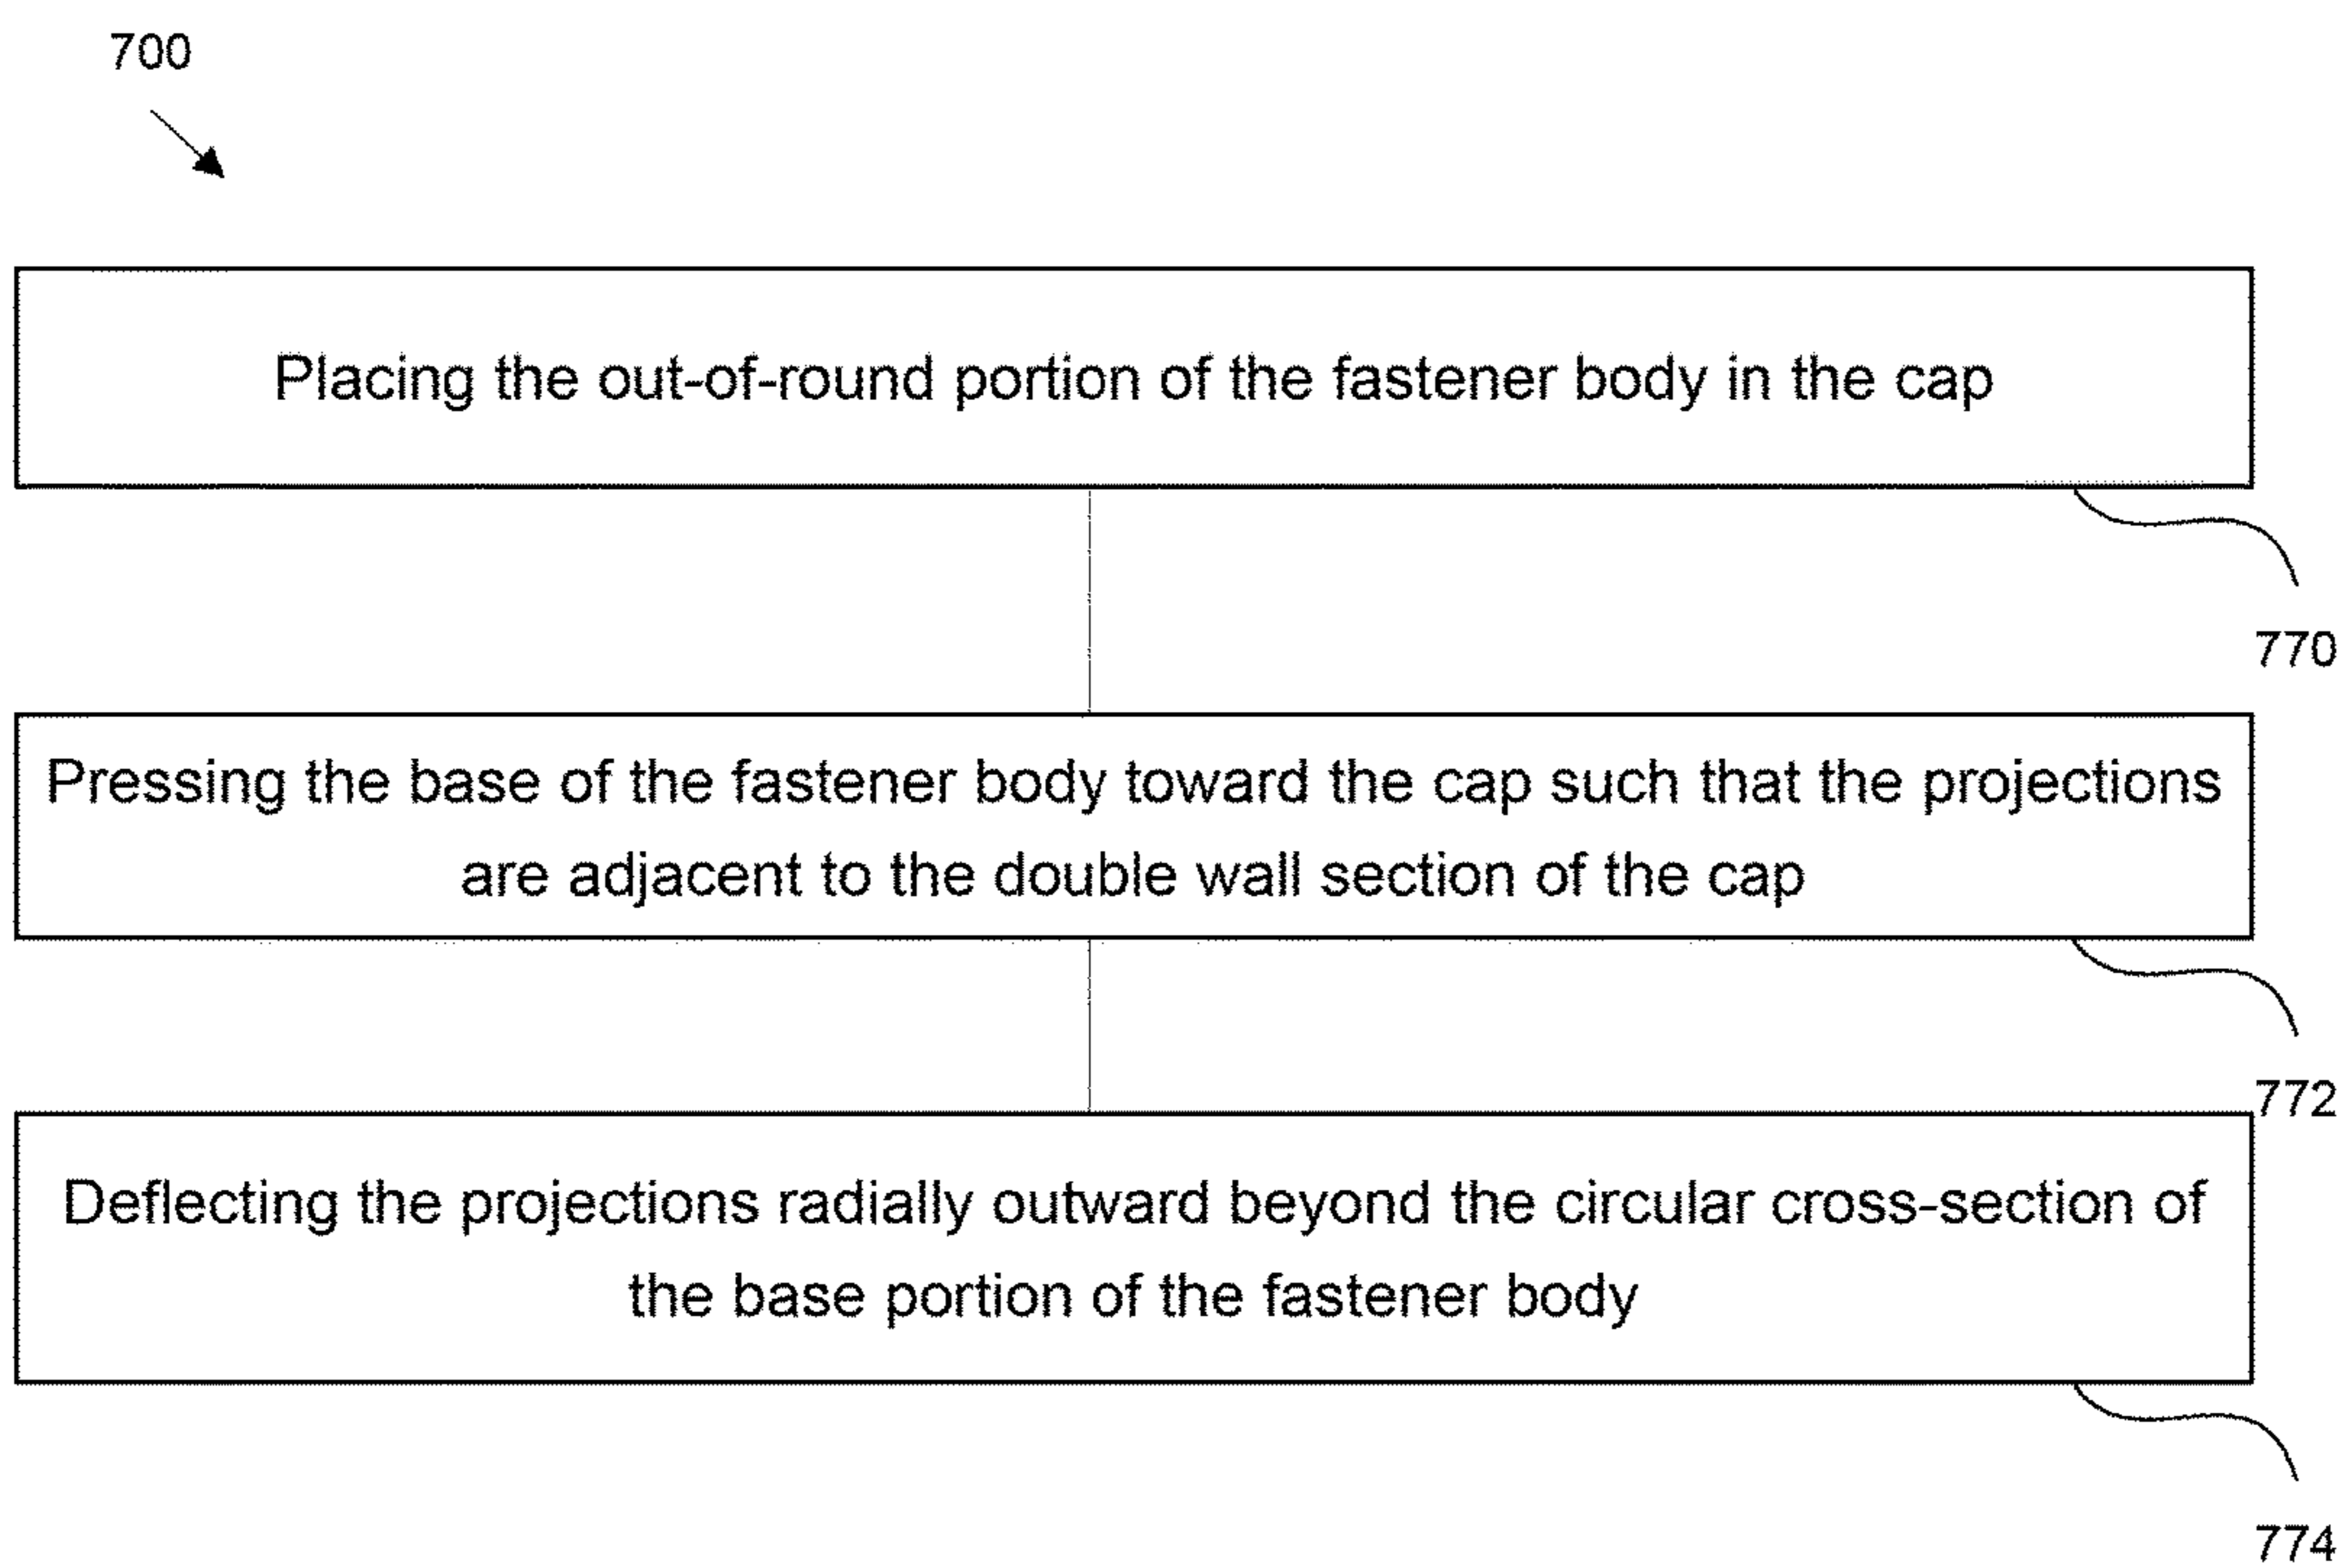 700
Placing the out-of-round portion of the fastener body in the cap
770
Pressing the base of the fastener body toward the cap such that the projections
are adjacent to the double wall section of the cap
772
Deflecting the projections radially outward beyond the circular cross-section of
the base portion of the fastener body
774